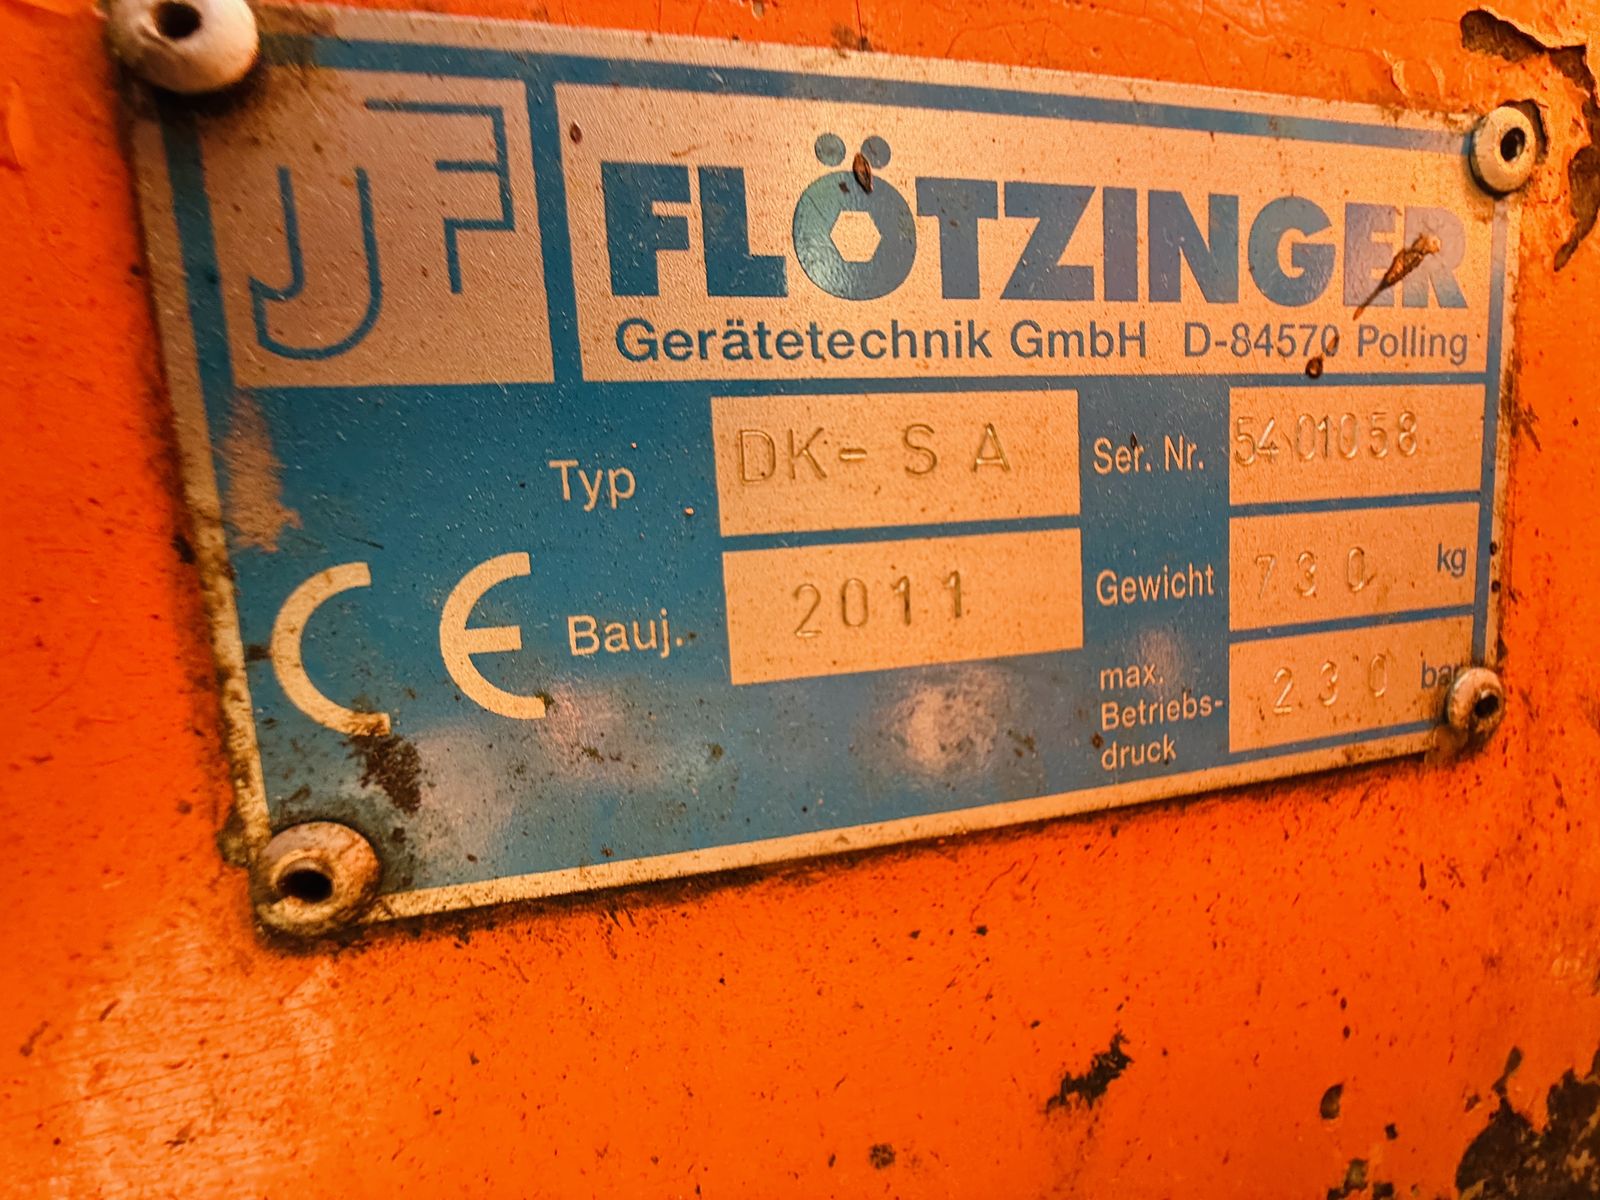 JF
FLÖTZINGER
Gerätetechnik GmbH D-84570 Polling
Typ DK-SA
Ser. Nr. 5401058
CE
Bauj. 2011
Gewicht 730 kg
max.
Betriebs-
druck 230 bar